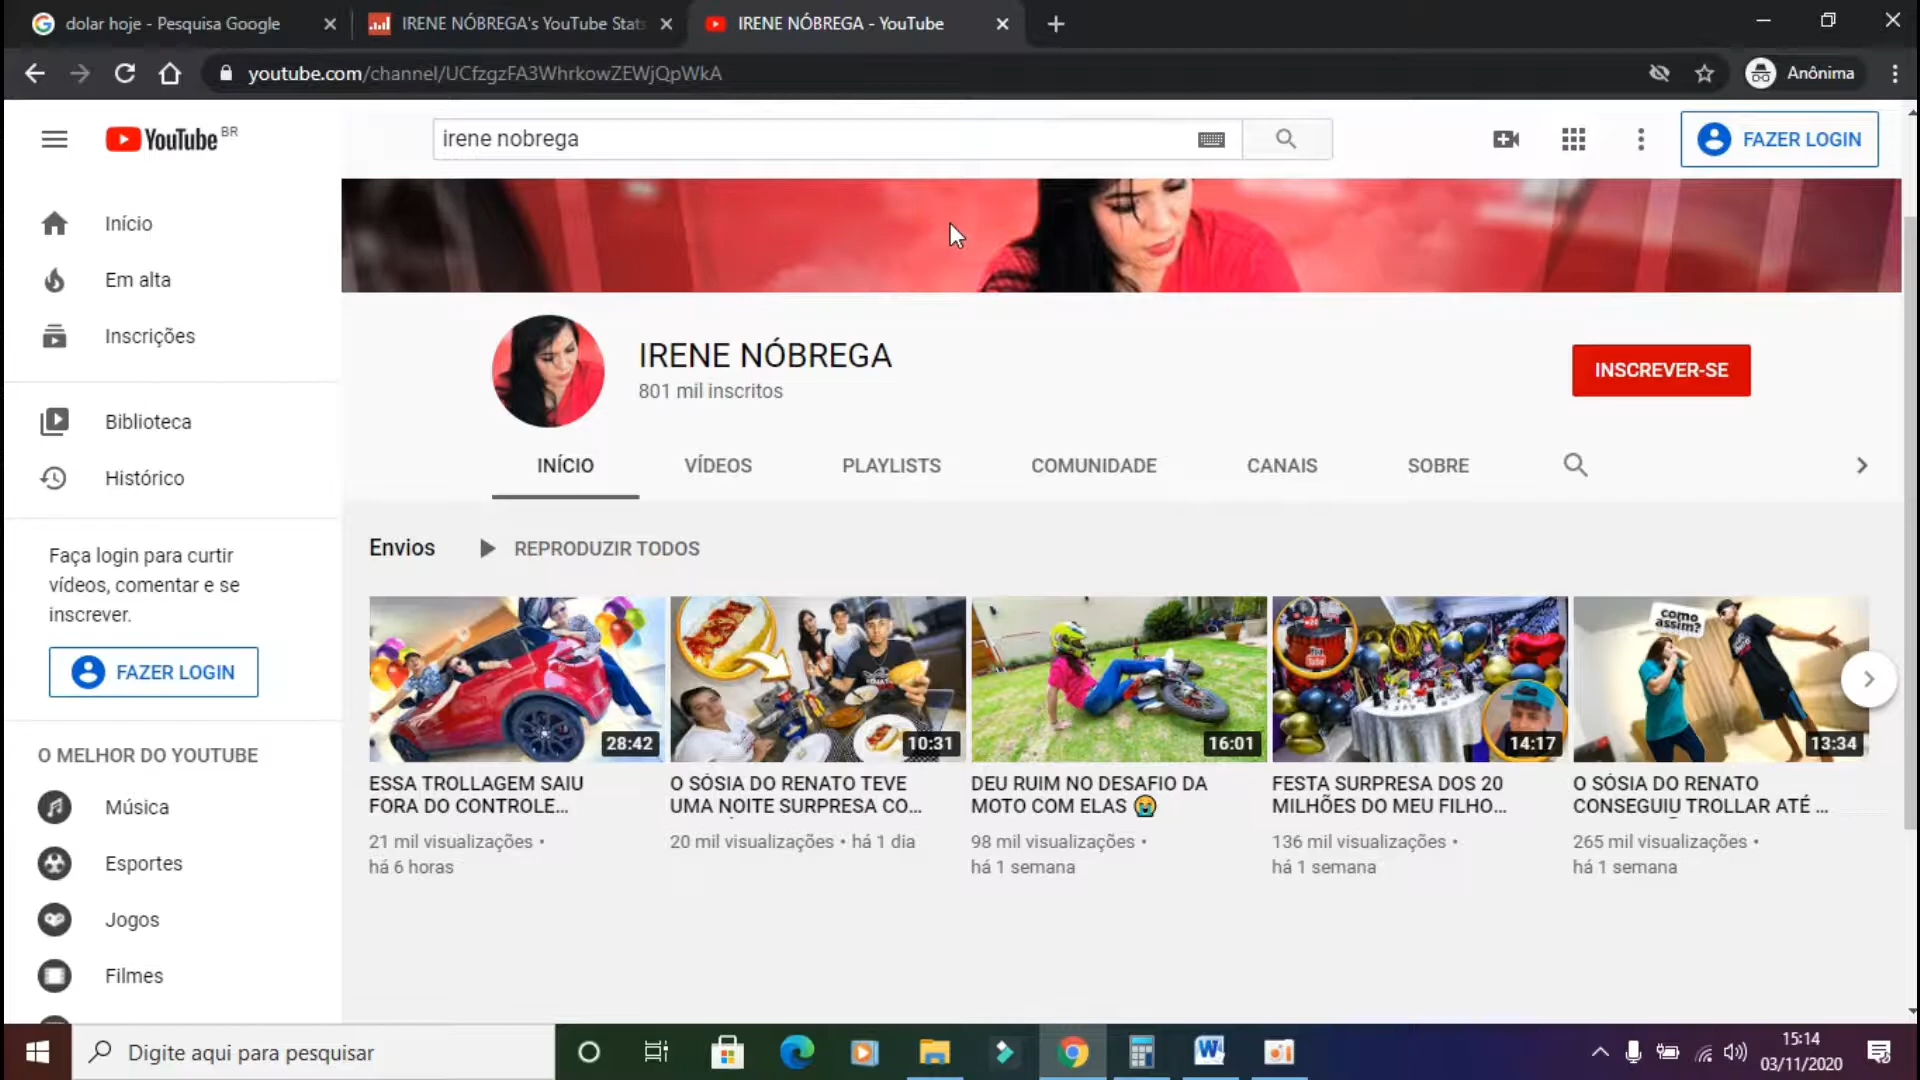 dolar hoje - Pesquisa Google
IRENE NÓBREGA's YouTube Stats
IRENE NÓBREGA - YouTube
youtube.com/channel/UCfzgzFA3WhrkowZEWjQpWkA
Anônima
YouTube BR
irene nobrega
FAZER LOGIN
Início
Em alta
Inscrições
Biblioteca
Histórico
Faça login para curtir
vídeos, comentar e se
inscrever.
FAZER LOGIN
O MELHOR DO YOUTUBE
Música
Esportes
Jogos
Filmes
IRENE NÓBREGA
801 mil inscritos
INSCREVER-SE
INÍCIO
VÍDEOS
PLAYLISTS
COMUNIDADE
CANAIS
SOBRE
Envios
REPRODUZIR TODOS
28:42
10:31
16:01
14:17
como
assim?
13:34
ESSA TROLLAGEM SAIU
FORA DO CONTROLE...
21 mil visualizações •
há 6 horas
O SÓSIA DO RENATO TEVE
UMA NOITE SURPRESA CO...
20 mil visualizações • há 1 dia
DEU RUIM NO DESAFIO DA
MOTO COM ELAS 😭
98 mil visualizações •
há 1 semana
FESTA SURPRESA DOS 20
MILHÕES DO MEU FILHO...
136 mil visualizações •
há 1 semana
O SÓSIA DO RENATO
CONSEGUIU TROLLAR ATÉ ...
265 mil visualizações •
há 1 semana
Digite aqui para pesquisar
15:14
03/11/2020